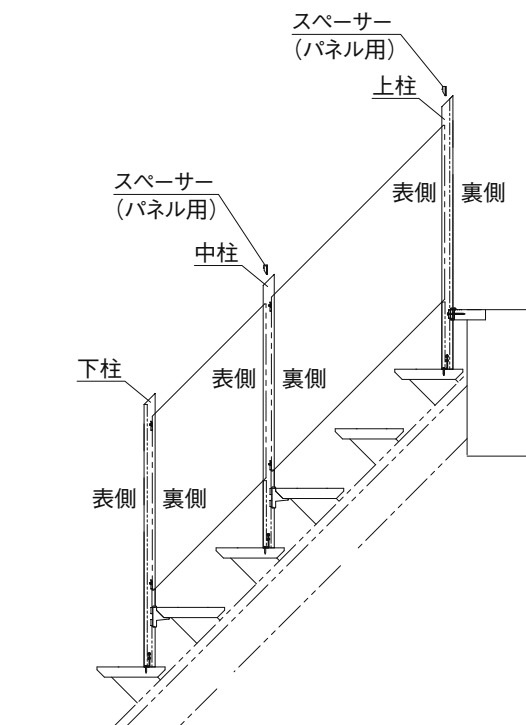 スペーサー
（パネル用）
上柱
表側
裏側
スペーサー
（パネル用）
中柱
表側
裏側
下柱
表側
裏側